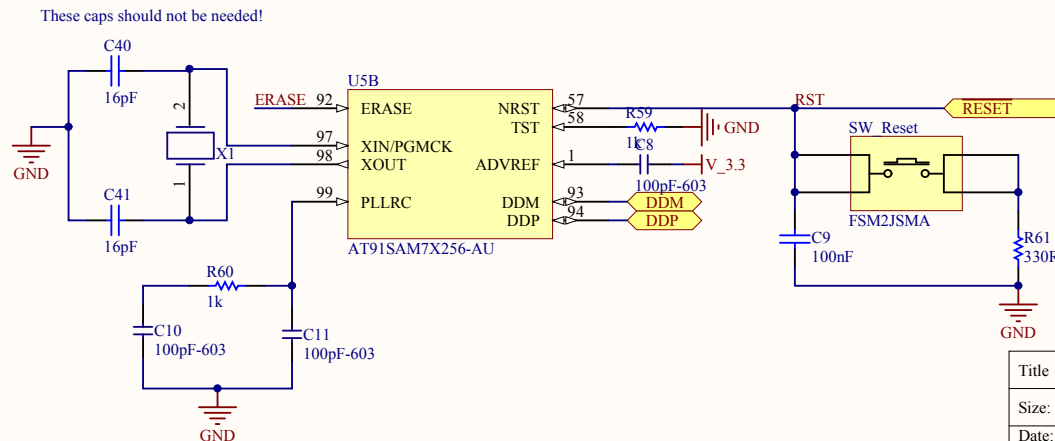 These caps should not be needed!
C40
16pF
GND
2
1
X1
C41
16pF
U5B
ERASE 92 ERASE
97 XIN/PGMCK
98 XOUT
99 PLLRC
NRST 57
TST 58
ADVREF 1
DDM 93 DDM
DDP 94 DDP
AT91SAM7X256-AU
R59
1k
GND
C8
100pF-603
V_3.3
RST
RESET
SW_Reset
FSM2JSMA
C9
100nF
R61
330R
GND
R60
1k
C10
100pF-603
C11
100pF-603
GND
Title
Size:
Date: